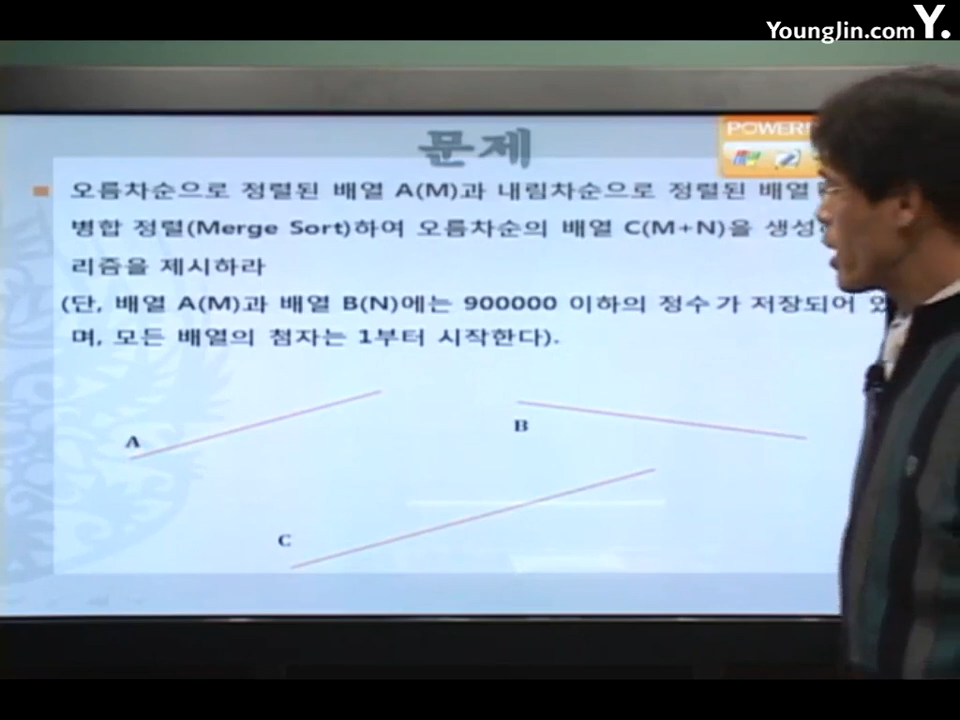 YoungJin.com Y.
문제
POWER
오름차순으로 정렬된 배열 A(M)과 내림차순으로 정렬된 배열
병합 정렬(Merge Sort)하여 오름차순의 배열 C(M+N)을 생성
리즘을 제시하라
(단, 배열 A(M)과 배열 B(N)에는 900000 이하의 정수가 저장되어 있
며, 모든 배열의 첨자는 1부터 시작한다).
A
B
C